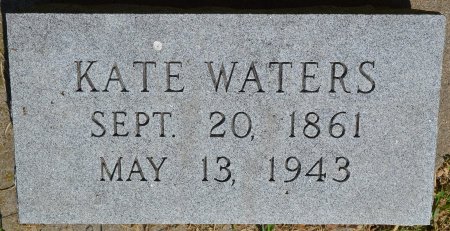 KATE WATERS
SEPT. 20, 1861
MAY 13, 1943